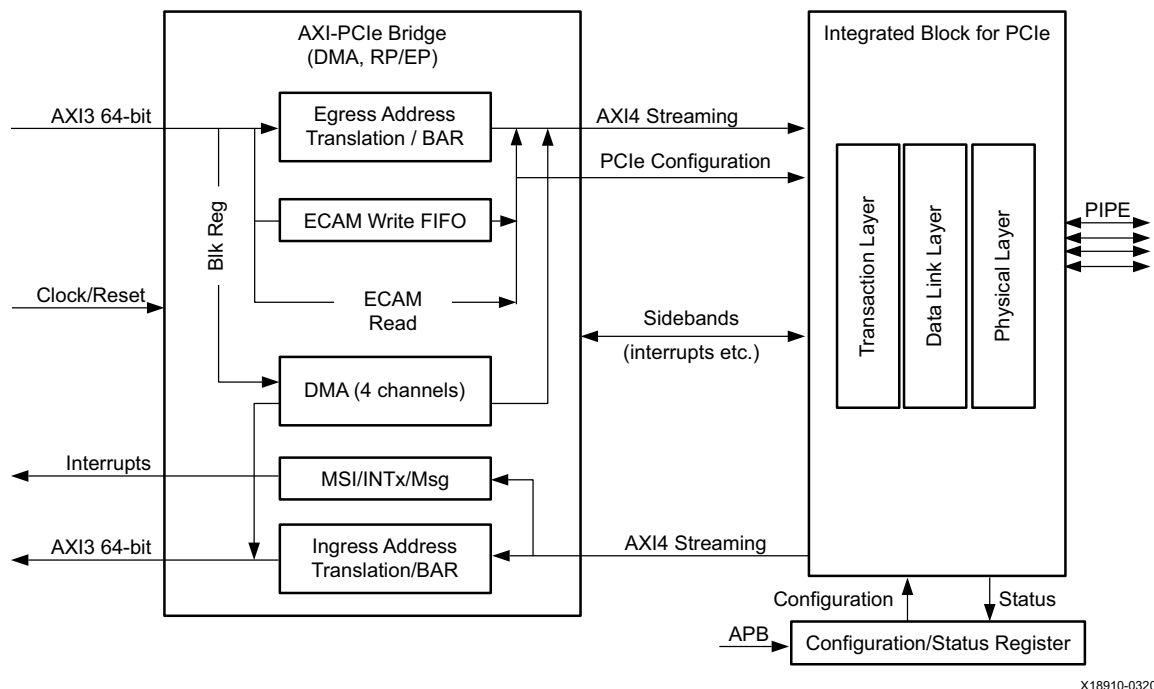 AXI-PCIe Bridge
(DMA, RP/EP)
Integrated Block for PCIe
AXI3 64-bit
Egress Address
Translation / BAR
AXI4 Streaming
PCIe Configuration
Blk Reg
ECAM Write FIFO
Transaction Layer
Data Link Layer
Physical Layer
PIPE
Clock/Reset
ECAM
Read
Sidebands
(interrupts etc.)
DMA (4 channels)
Interrupts
MSI/INTx/Msg
AXI3 64-bit
Ingress Address
Translation/BAR
AXI4 Streaming
Configuration
Status
APB
Configuration/Status Register
X18910-0320